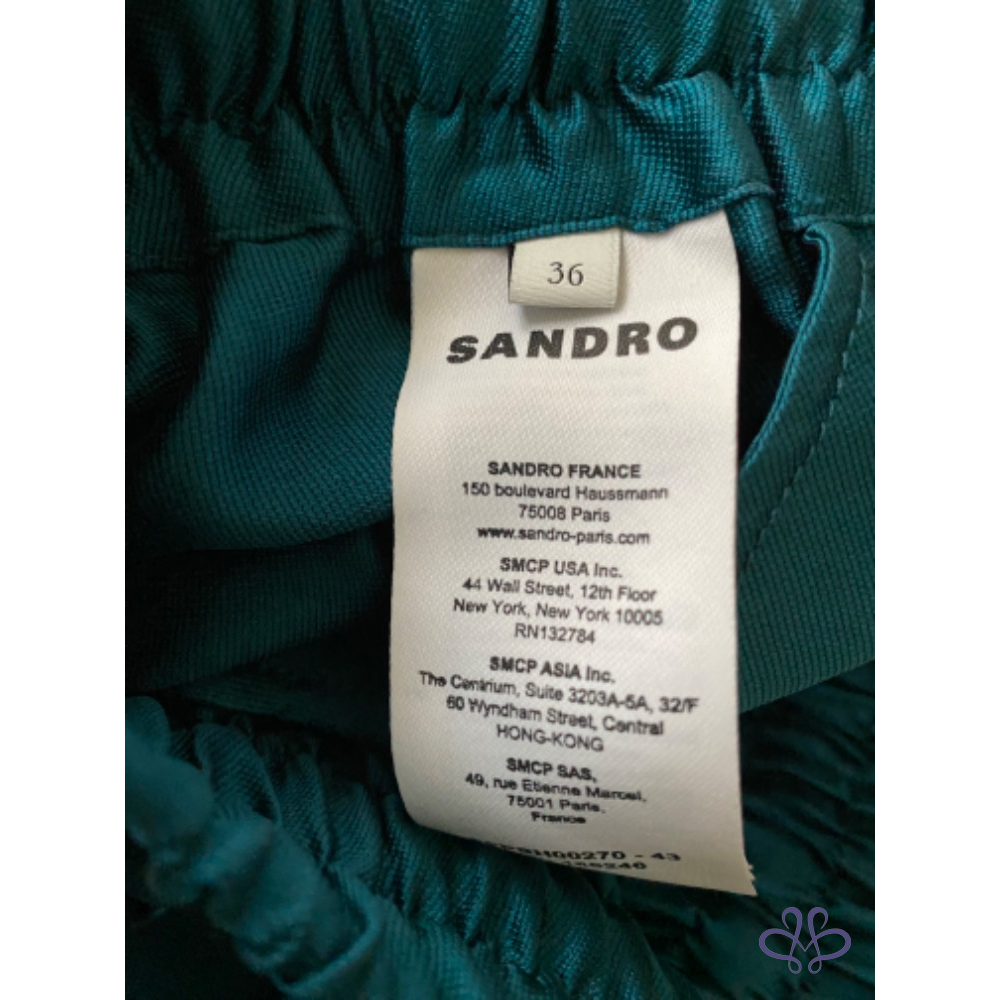 36
SANDRO
SANDRO FRANCE
150 boulevard Haussmann
75008 Paris
www.sandro-paris.com
SMCP USA Inc.
44 Wall Street, 12th Floor
New York, New York 10005
RN132784
SMCP ASIA Inc.
The Centrium, Suite 3203A-5A, 32/F
60 Wyndham Street, Central
HONG-KONG
SMCP SAS,
49, rue Etienne Marcel,
75001 Paris,
France